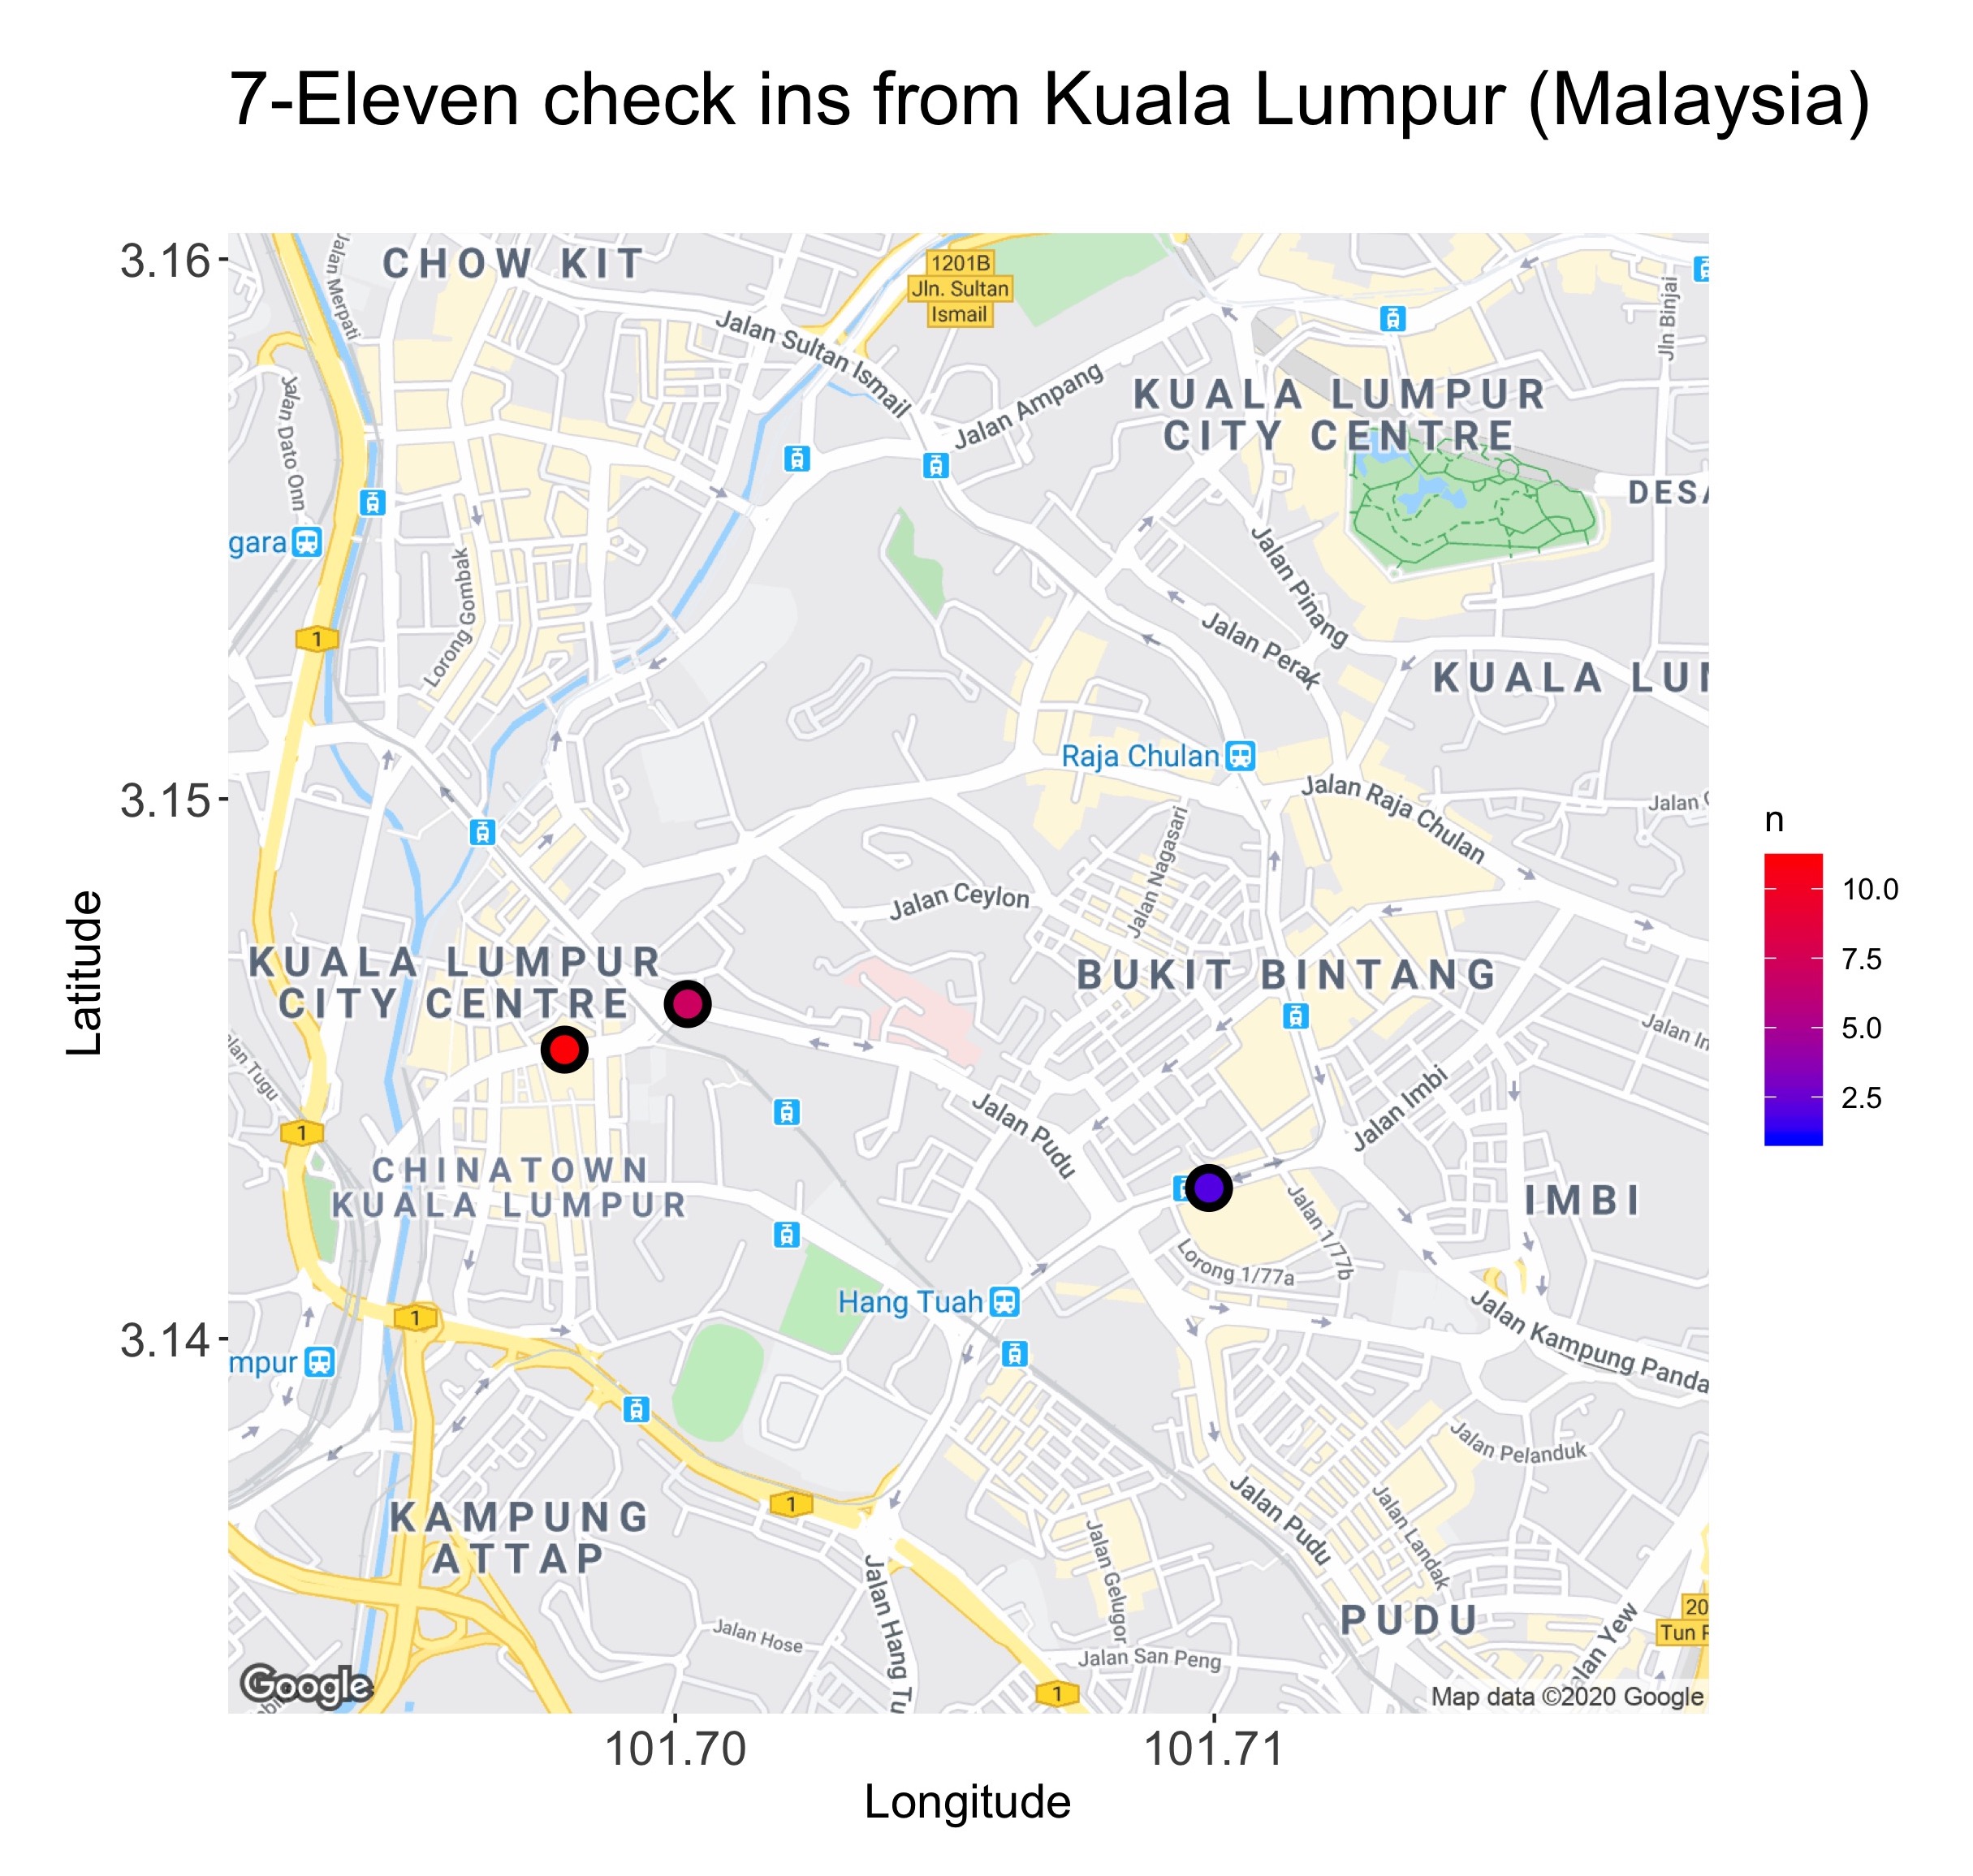 7-Eleven check ins from Kuala Lumpur (Malaysia)
3.16
3.15
3.14
Latitude
101.70
101.71
Longitude
n
10.0
7.5
5.0
2.5
CHOW KIT
1201B
Jln. Sultan
Ismail
Jalan Merpati
Jalan Sultan Ismail
Jalan Ampang
Jln Binjai
KUALA LUMPUR
CITY CENTRE
Jalan Dato Onn
DESA
gara
Lorong Gombak
Jalan Pinang
Jalan Perak
1
KUALA LUM
Raja Chulan
Jalan Raja Chulan
Jalan
Jalan Nagasari
Jalan Ceylon
KUALA LUMPUR
CITY CENTRE
BUKIT BINTANG
Jalan Tugu
Jalan Im
Jalan Imbi
Jalan Pudu
1
CHINATOWN
KUALA LUMPUR
IMBI
Jalan 1/77b
Lorong 1/77a
Hang Tuah
1
mpur
Jalan Kampung Panda
Jalan Pelanduk
KAMPUNG
ATTAP
1
Jalan Pudu
Jalan Landak
Jalan Gelugor
Jalan Hang Tu
Jalan Hose
PUDU
20
Tun R
Jalan Yew
Jalan San Peng
1
Google
Map data ©2020 Google